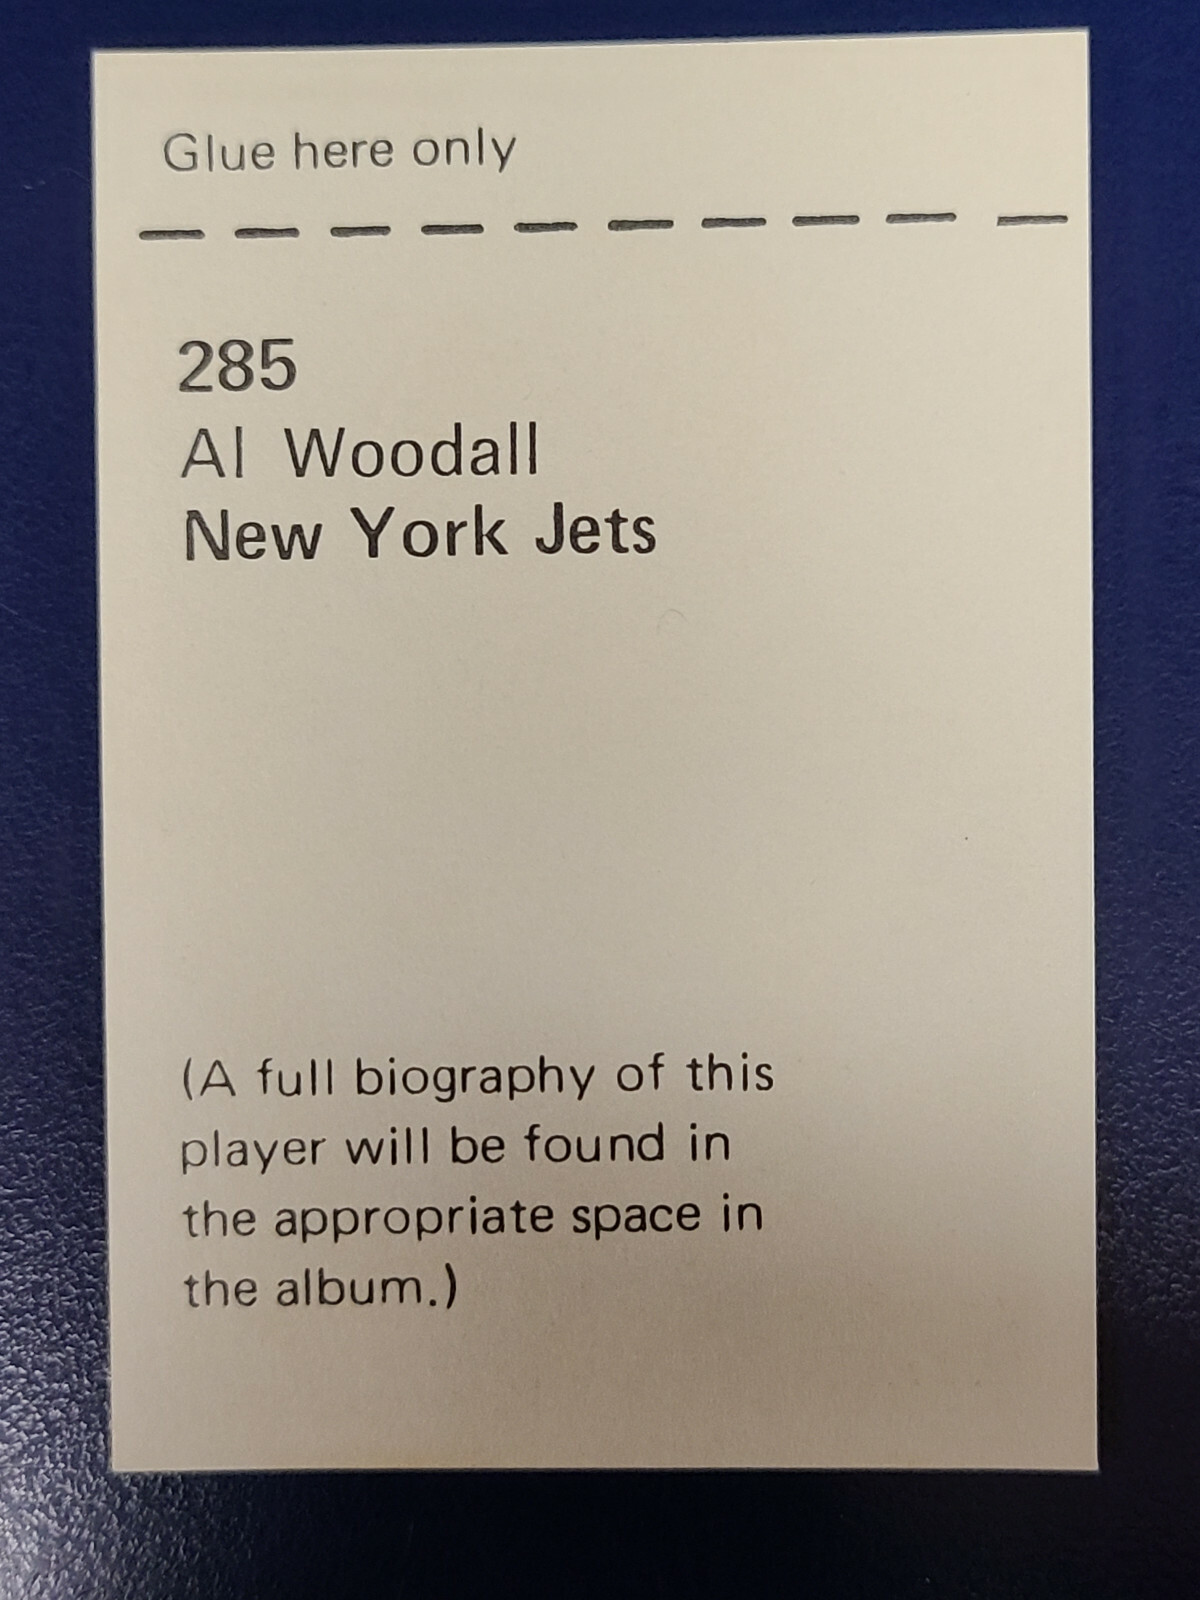 Glue here only
285
Al Woodall
New York Jets
(A full biography of this
player will be found in
the appropriate space in
the album.)